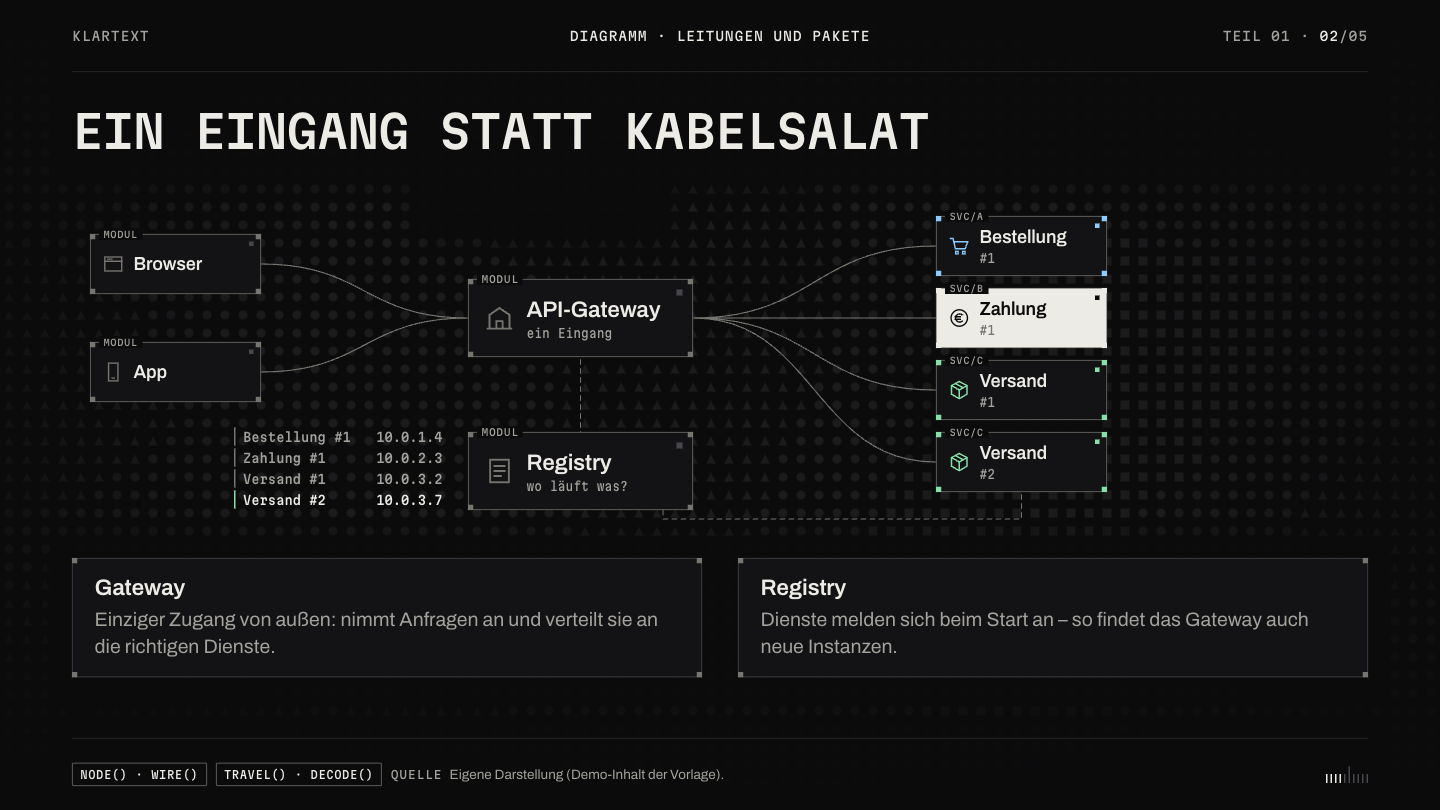 KLARTEXT
DIAGRAMM · LEITUNGEN UND PAKETE
TEIL 01 · 02/05
EIN EINGANG STATT KABELSALAT
MODUL
Browser
MODUL
App
MODUL
API-Gateway
ein Eingang
MODUL
Registry
wo läuft was?
SVC/A
Bestellung
#1
SVC/B
Zahlung
#1
SVC/C
Versand
#1
SVC/C
Versand
#2
Bestellung #1 10.0.1.4
Zahlung #1 10.0.2.3
Versand #1 10.0.3.2
Versand #2 10.0.3.7
Gateway
Einziger Zugang von außen: nimmt Anfragen an und verteilt sie an
die richtigen Dienste.
Registry
Dienste melden sich beim Start an – so findet das Gateway auch
neue Instanzen.
NODE() · WIRE()
TRAVEL() · DECODE()
QUELLE Eigene Darstellung (Demo-Inhalt der Vorlage).